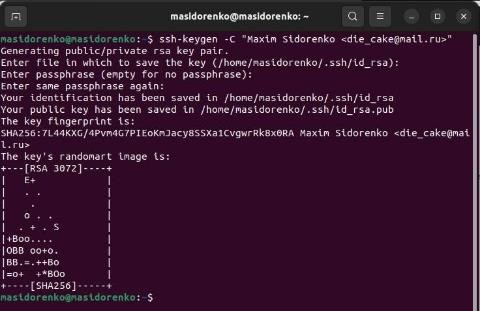 masidorenko@masidorenko: ~
masidorenko@masidorenko:~$ ssh-keygen -C "Maxim Sidorenko <die_cake@mail.ru>"
Generating public/private rsa key pair.
Enter file in which to save the key (/home/masidorenko/.ssh/id_rsa):
Enter passphrase (empty for no passphrase):
Enter same passphrase again:
Your identification has been saved in /home/masidorenko/.ssh/id_rsa
Your public key has been saved in /home/masidorenko/.ssh/id_rsa.pub
The key fingerprint is:
SHA256:7L44KXG/4Pvm4G7PIEoKmJacy8SSXa1CvgwrRk8x0RA Maxim Sidorenko <die_cake@mai
l.ru>
The key's randomart image is:
+---[RSA 3072]----+
|    E+           |
|    . .          |
|     .           |
|    o . .        |
|   . + . S       |
|+Boo....         |
|OBB oo+o.        |
|BB.=.++Bo        |
|=o+  +*BOo       |
+----[SHA256]-----+
masidorenko@masidorenko:~$